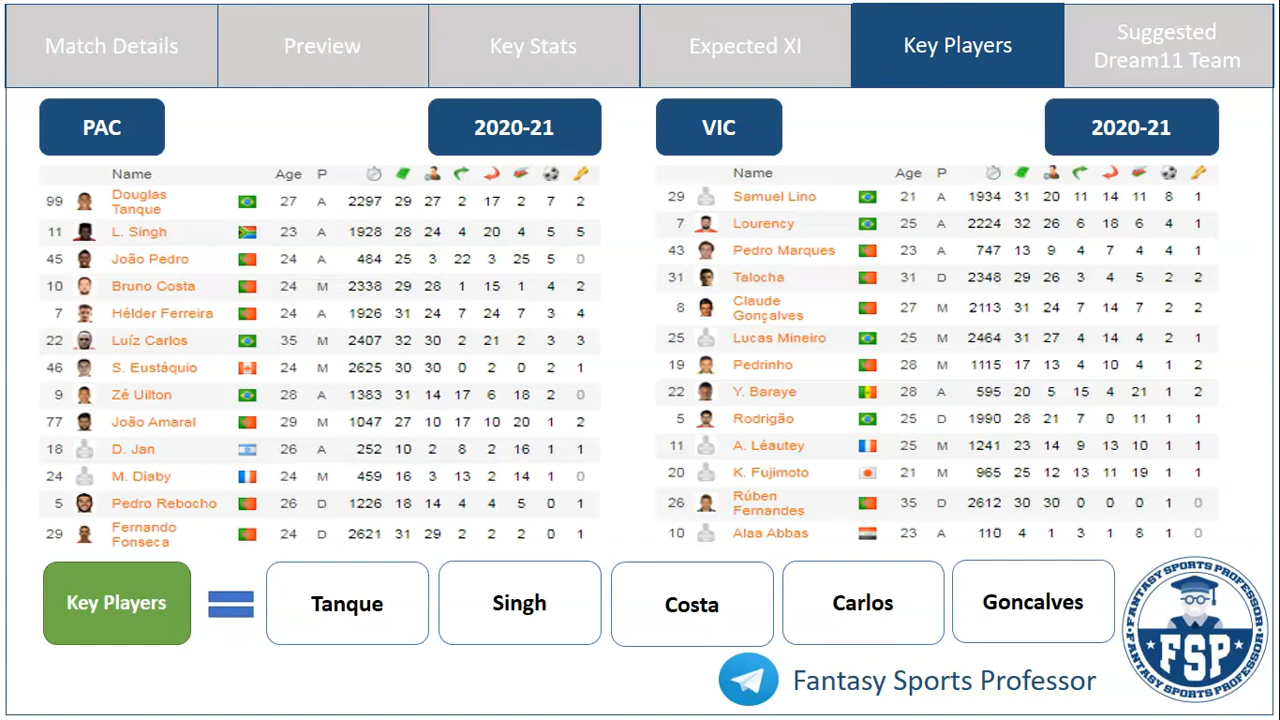 Match Details
Preview
Key Stats
Expected XI
Key Players
Suggested
Dream11 Team
PAC
2020-21
Name Age P
99 Douglas Tanque 27 A 2297 29 27 2 17 2 7 2
11 L. Singh 23 A 1928 28 24 4 20 4 5 5
45 João Pedro 24 A 484 25 3 22 3 25 5 0
10 Bruno Costa 24 M 2338 29 28 1 15 1 4 2
7 Hélder Ferreira 24 A 1926 31 24 7 24 7 3 4
22 Luíz Carlos 35 M 2407 32 30 2 21 2 3 3
46 S. Eustáquio 24 M 2625 30 30 0 2 0 2 1
9 Zé Uilton 28 A 1383 31 14 17 6 18 2 0
77 João Amaral 29 M 1047 27 10 17 10 20 1 2
18 D. Jan 26 A 252 10 2 8 2 16 1 1
24 M. Diaby 24 M 459 16 3 13 2 14 1 0
5 Pedro Rebocho 26 D 1226 18 14 4 4 5 0 1
29 Fernando Fonseca 24 D 2621 31 29 2 2 2 0 1
VIC
2020-21
Name Age P
29 Samuel Lino 21 A 1934 31 20 11 14 11 8 1
7 Lourency 25 A 2224 32 26 6 18 6 4 1
43 Pedro Marques 23 A 747 13 9 4 7 4 4 1
31 Talocha 31 D 2348 29 26 3 4 5 2 2
8 Claude Gonçalves 27 M 2113 31 24 7 14 7 2 2
25 Lucas Mineiro 25 M 2464 31 27 4 14 4 2 1
19 Pedrinho 28 M 1115 17 13 4 10 4 1 2
22 Y. Baraye 28 A 595 20 5 15 4 21 1 2
5 Rodrigão 25 D 1990 28 21 7 0 11 1 1
11 A. Léautey 25 M 1241 23 14 9 13 10 1 1
20 K. Fujimoto 21 M 965 25 12 13 11 19 1 1
26 Rúben Fernandes 35 D 2612 30 30 0 0 0 1 0
10 Alaa Abbas 23 A 110 4 1 3 1 8 1 0
Key Players
Tanque
Singh
Costa
Carlos
Goncalves
Fantasy Sports Professor
FANTASY SPORTS PROFESSOR
FSP
FANTASY SPORTS PROFESSOR